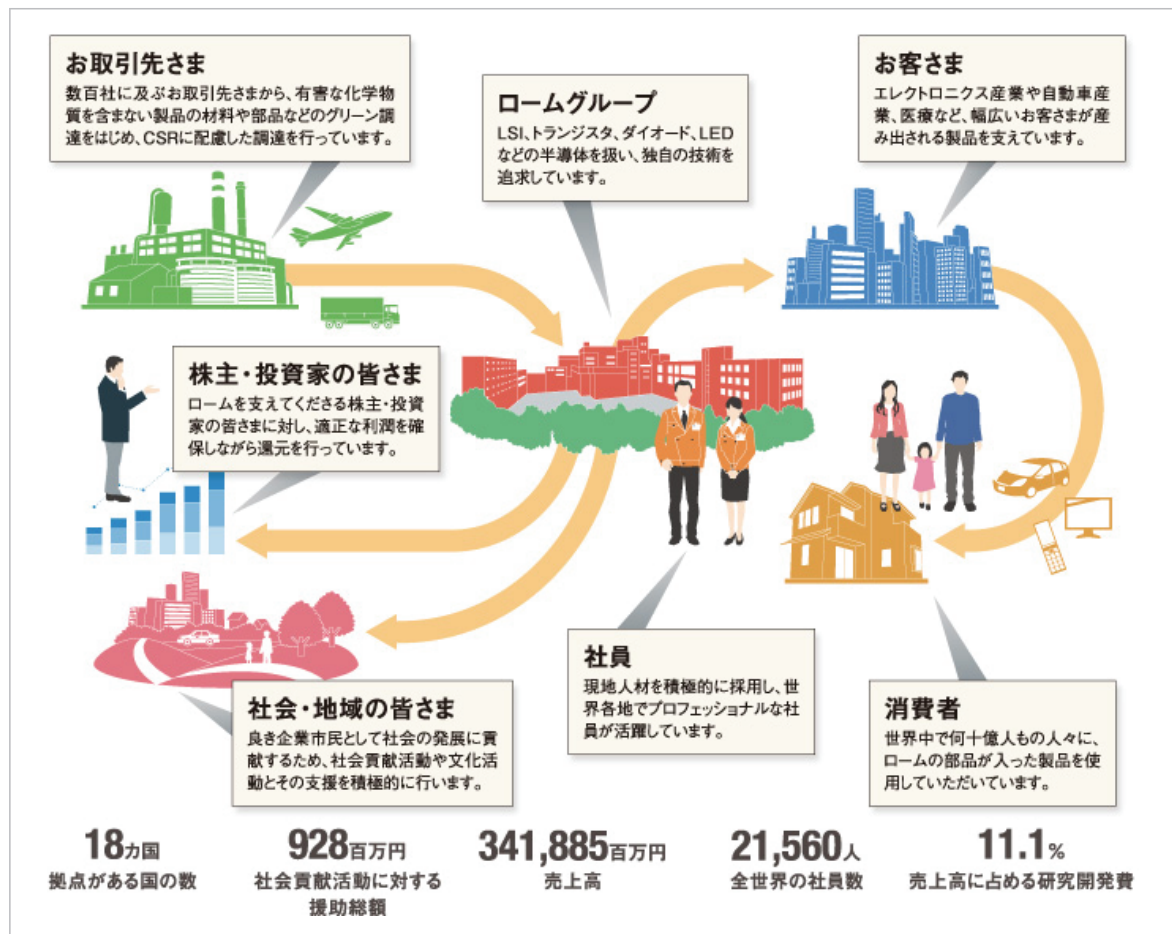 お取引先さま
数百社に及ぶお取引先さまから、有害な化学物
質を含まない製品の材料や部品などのグリーン調
達をはじめ、CSRに配慮した調達を行っています。
ロームグループ
LSI、トランジスタ、ダイオード、LED
などの半導体を扱い、独自の技術を
追求しています。
お客さま
エレクトロニクス産業や自動車産
業、医療など、幅広いお客さまが産
み出される製品を支えています。
株主・投資家の皆さま
ロームを支えてくださる株主・投資
家の皆さまに対し、適正な利潤を確
保しながら還元を行っています。
社会・地域の皆さま
良き企業市民として社会の発展に貢
献するため、社会貢献活動や文化活
動とその支援を積極的に行います。
社員
現地人材を積極的に採用し、世
界各地でプロフェッショナルな社
員が活躍しています。
消費者
世界中で何十億人もの人々に、
ロームの部品が入った製品を使
用していただいています。
18カ国
拠点がある国の数
928百万円
社会貢献活動に対する
援助総額
341,885百万円
売上高
21,560人
全世界の社員数
11.1%
売上高に占める研究開発費